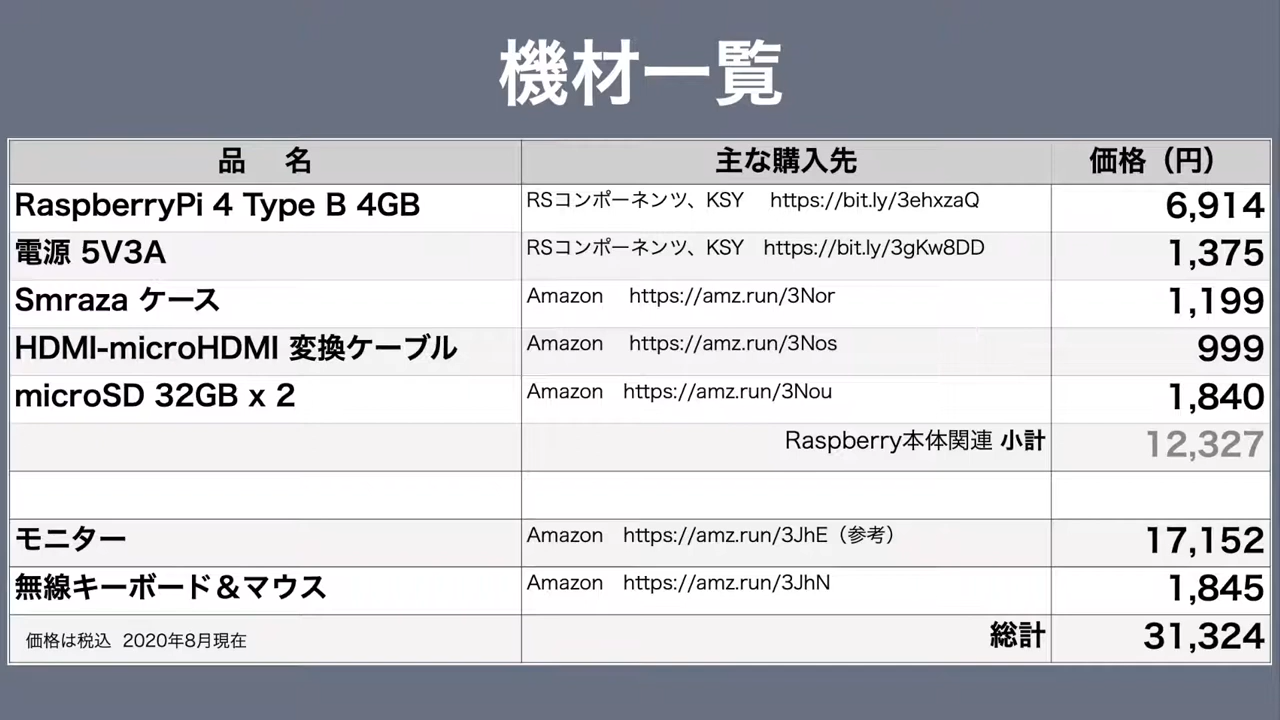 機材一覧
品　名 主な購入先 価格（円）
RaspberryPi 4 Type B 4GB RSコンポーネンツ、KSY https://bit.ly/3ehxzaQ 6,914
電源 5V3A RSコンポーネンツ、KSY https://bit.ly/3gKw8DD 1,375
Smraza ケース Amazon https://amz.run/3Nor 1,199
HDMI-microHDMI 変換ケーブル Amazon https://amz.run/3Nos 999
microSD 32GB x 2 Amazon https://amz.run/3Nou 1,840
Raspberry本体関連 小計 12,327
モニター Amazon https://amz.run/3JhE（参考） 17,152
無線キーボード＆マウス Amazon https://amz.run/3JhN 1,845
価格は税込 2020年8月現在 総計 31,324